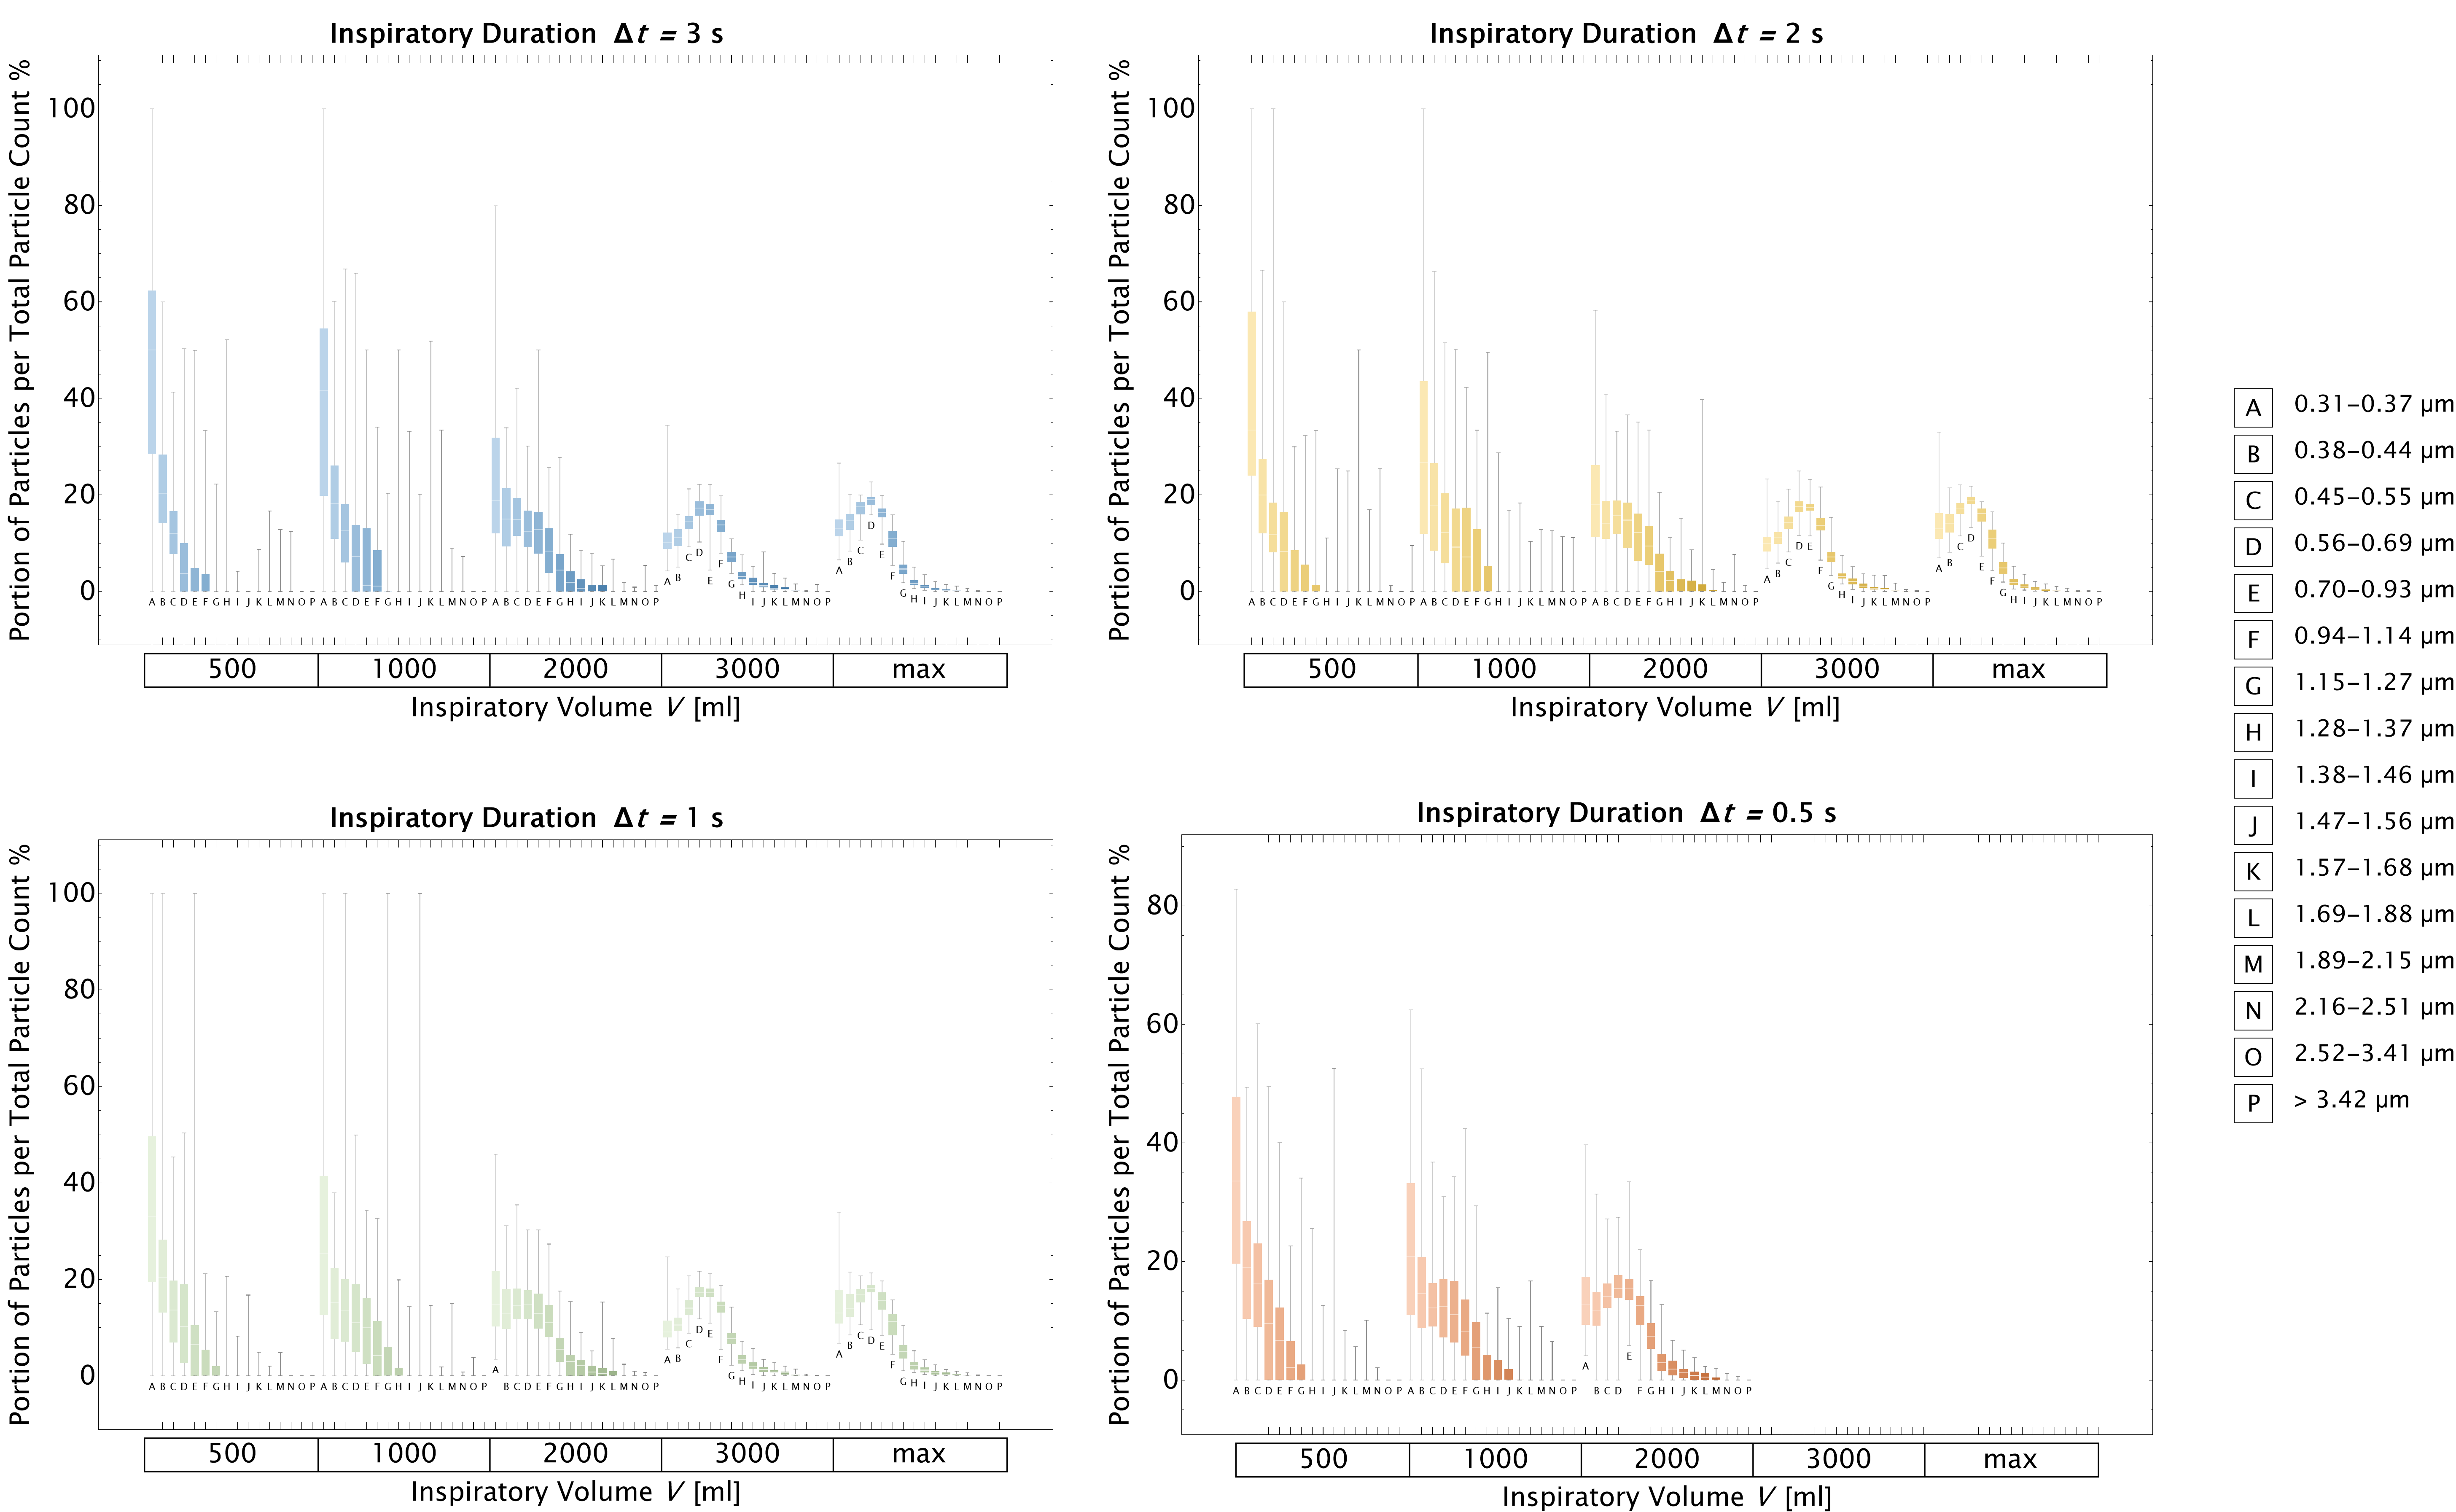 Inspiratory Duration Δt = 3 s
Portion of Particles per Total Particle Count %
100
80
60
40
20
0
A B C D E F G H I J K L M N O P A B C D E F G H I J K L M N O P A B C D E F G H I J K L M N O P A B C D E F G H I J K L M N O P A B C D E F G H I J K L M N O P
500 1000 2000 3000 max
Inspiratory Volume V [ml]
Inspiratory Duration Δt = 2 s
Portion of Particles per Total Particle Count %
100
80
60
40
20
0
A B C D E F G H I J K L M N O P A B C D E F G H I J K L M N O P A B C D E F G H I J K L M N O P A B C D E F G H I J K L M N O P A B C D E F G H I J K L M N O P
500 1000 2000 3000 max
Inspiratory Volume V [ml]
Inspiratory Duration Δt = 1 s
Portion of Particles per Total Particle Count %
100
80
60
40
20
0
A B C D E F G H I J K L M N O P A B C D E F G H I J K L M N O P A B C D E F G H I J K L M N O P A B C D E F G H I J K L M N O P A B C D E F G H I J K L M N O P
500 1000 2000 3000 max
Inspiratory Volume V [ml]
Inspiratory Duration Δt = 0.5 s
Portion of Particles per Total Particle Count %
80
60
40
20
0
A B C D E F G H I J K L M N O P A B C D E F G H I J K L M N O P A B C D E F G H I J K L M N O P
500 1000 2000 3000 max
Inspiratory Volume V [ml]
A 0.31–0.37 µm
B 0.38–0.44 µm
C 0.45–0.55 µm
D 0.56–0.69 µm
E 0.70–0.93 µm
F 0.94–1.14 µm
G 1.15–1.27 µm
H 1.28–1.37 µm
I 1.38–1.46 µm
J 1.47–1.56 µm
K 1.57–1.68 µm
L 1.69–1.88 µm
M 1.89–2.15 µm
N 2.16–2.51 µm
O 2.52–3.41 µm
P > 3.42 µm